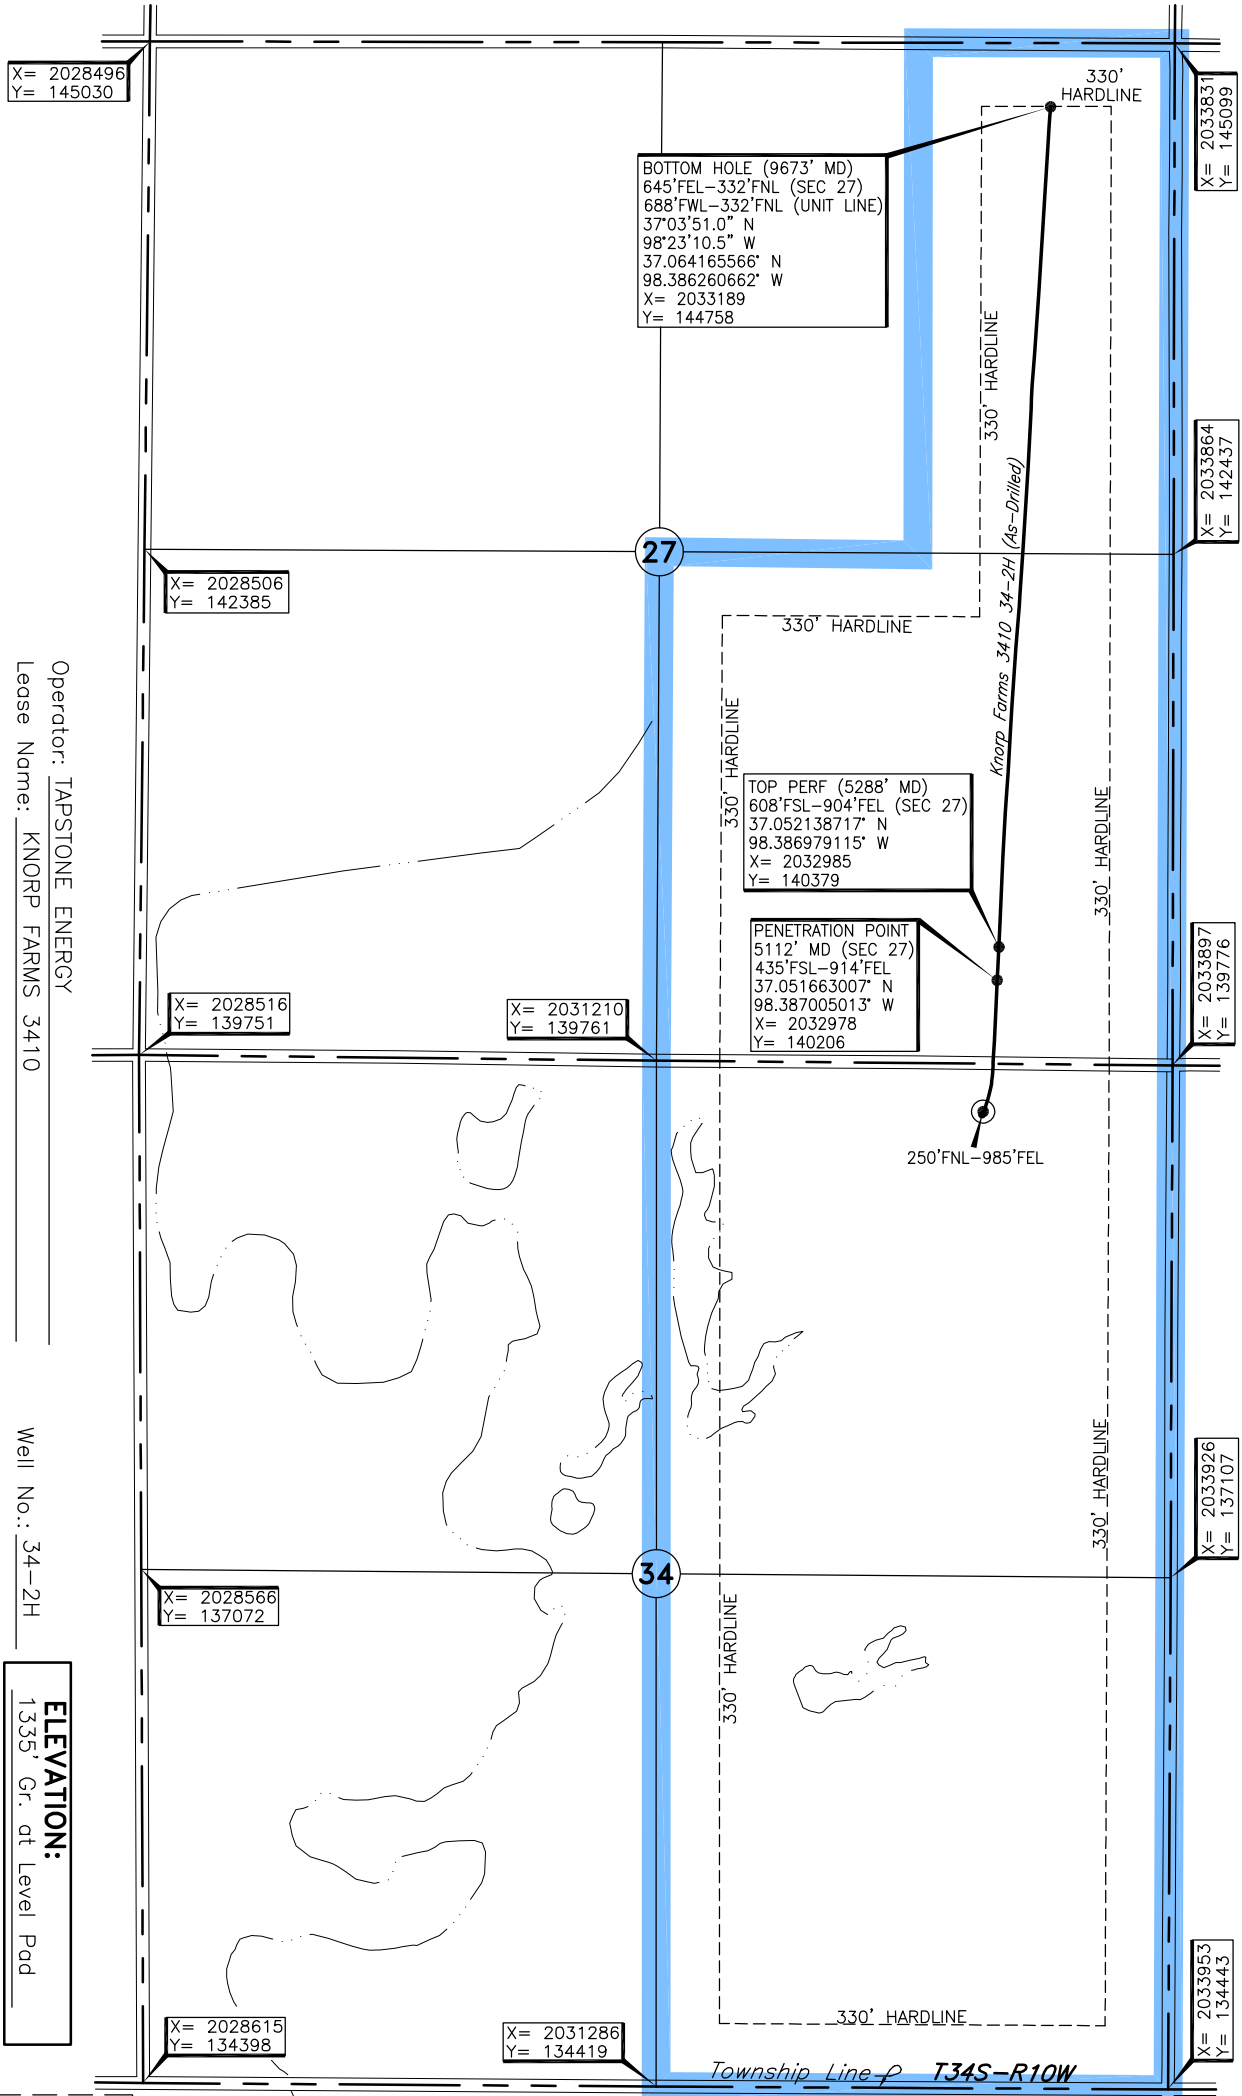 X= 2028496
Y= 145030
330'
HARDLINE
X= 2033831
Y= 145099
BOTTOM HOLE (9673' MD)
645'FEL-332'FNL (SEC 27)
688'FWL-332'FNL (UNIT LINE)
37°03'51.0" N
98°23'10.5" W
37.064165566° N
98.386260662° W
X= 2033189
Y= 144758
330' HARDLINE
X= 2033864
Y= 142437
Knorp Farms 3410 34-2H (As-Drilled)
27
X= 2028506
Y= 142385
330' HARDLINE
330' HARDLINE
330' HARDLINE
TOP PERF (5288' MD)
608'FSL-904'FEL (SEC 27)
37.052138717° N
98.386979115° W
X= 2032985
Y= 140379
PENETRATION POINT
5112' MD (SEC 27)
435'FSL-914'FEL
37.051663007° N
98.387005013° W
X= 2032978
Y= 140206
X= 2033897
Y= 139776
X= 2028516
Y= 139751
X= 2031210
Y= 139761
250'FNL-985'FEL
Operator: TAPSTONE ENERGY
Lease Name: KNORP FARMS 3410
Well No.: 34-2H
X= 2033926
Y= 137107
330' HARDLINE
34
X= 2028566
Y= 137072
330' HARDLINE
ELEVATION:
1335' Gr. at Level Pad
X= 2033953
Y= 134443
330' HARDLINE
X= 2028615
Y= 134398
X= 2031286
Y= 134419
Township Line T34S-R10W